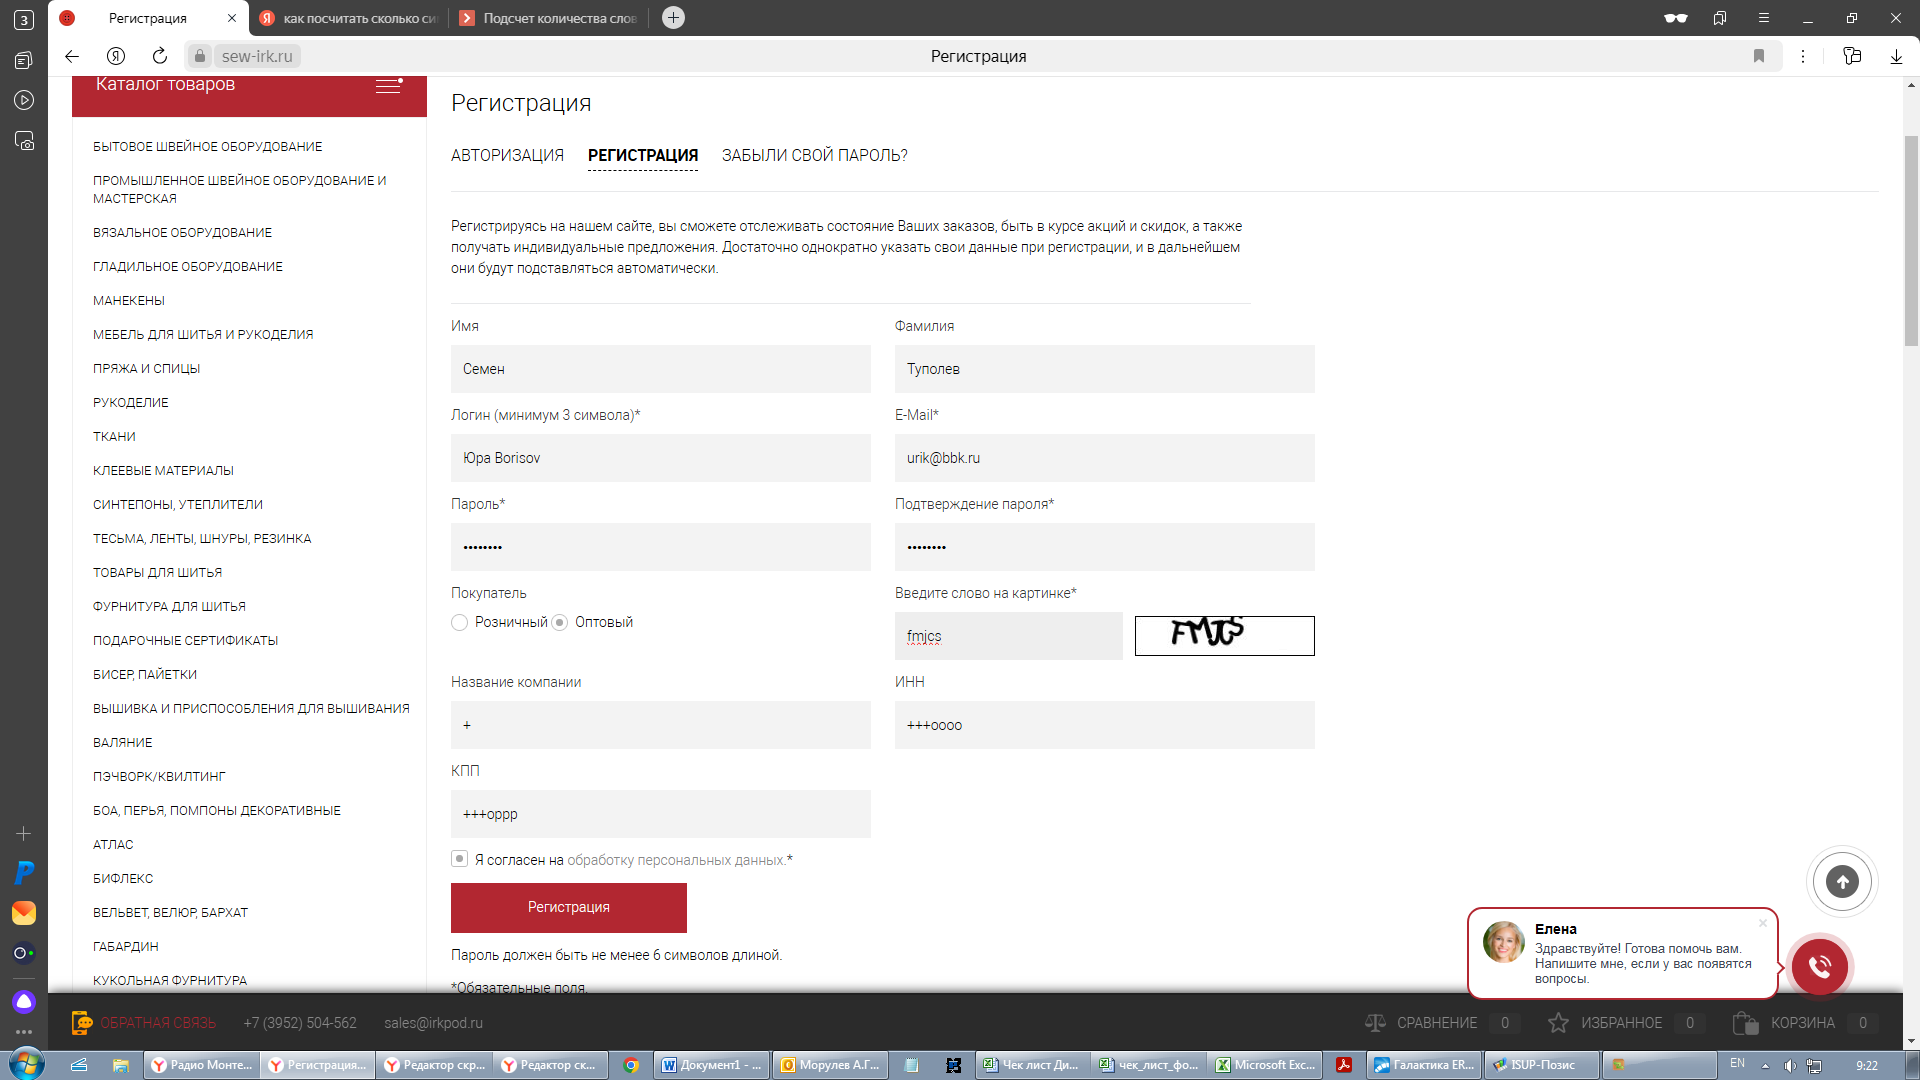 3
Регистрация
как посчитать сколько си
Подсчет количества слов
sew-irk.ru
Регистрация
Каталог товаров
БЫТОВОЕ ШВЕЙНОЕ ОБОРУДОВАНИЕ
ПРОМЫШЛЕННОЕ ШВЕЙНОЕ ОБОРУДОВАНИЕ И
МАСТЕРСКАЯ
ВЯЗАЛЬНОЕ ОБОРУДОВАНИЕ
ГЛАДИЛЬНОЕ ОБОРУДОВАНИЕ
МАНЕКЕНЫ
МЕБЕЛЬ ДЛЯ ШИТЬЯ И РУКОДЕЛИЯ
ПРЯЖА И СПИЦЫ
РУКОДЕЛИЕ
ТКАНИ
КЛЕЕВЫЕ МАТЕРИАЛЫ
СИНТЕПОНЫ, УТЕПЛИТЕЛИ
ТЕСЬМА, ЛЕНТЫ, ШНУРЫ, РЕЗИНКА
ТОВАРЫ ДЛЯ ШИТЬЯ
ФУРНИТУРА ДЛЯ ШИТЬЯ
ПОДАРОЧНЫЕ СЕРТИФИКАТЫ
БИСЕР, ПАЙЕТКИ
ВЫШИВКА И ПРИСПОСОБЛЕНИЯ ДЛЯ ВЫШИВАНИЯ
ВАЛЯНИЕ
ПЭЧВОРК/КВИЛТИНГ
БОА, ПЕРЬЯ, ПОМПОНЫ ДЕКОРАТИВНЫЕ
АТЛАС
БИФЛЕКС
ВЕЛЬВЕТ, ВЕЛЮР, БАРХАТ
ГАБАРДИН
КУКОЛЬНАЯ ФУРНИТУРА
Регистрация
АВТОРИЗАЦИЯ РЕГИСТРАЦИЯ ЗАБЫЛИ СВОЙ ПАРОЛЬ?
Регистрируясь на нашем сайте, вы сможете отслеживать состояние Ваших заказов, быть в курсе акций и скидок, а также
получать индивидуальные предложения. Достаточно однократно указать свои данные при регистрации, и в дальнейшем
они будут подставляться автоматически.
Имя Фамилия
Семен Туполев
Логин (минимум 3 символа)* E-Mail*
Юра Borisov urik@bbk.ru
Пароль* Подтверждение пароля*
•••••••• ••••••••
Покупатель Введите слово на картинке*
Розничный Оптовый
fmjcs FMJCS
Название компании ИНН
+ +++оооо
КПП
+++оррр
Я согласен на обработку персональных данных.*
Регистрация
Пароль должен быть не менее 6 символов длиной.
*Обязательные поля.
Елена
Здравствуйте! Готова помочь вам.
Напишите мне, если у вас появятся
вопросы.
ОБРАТНАЯ СВЯЗЬ +7 (3952) 504-562 sales@irkpod.ru СРАВНЕНИЕ 0 ИЗБРАННОЕ 0 КОРЗИНА 0
Радио Монте... Регистрация... Редактор скр... Редактор ск... Документ1 - ... Морулев А.Г... Чек лист Ди... чек_лист_фо... Microsoft Exc... Галактика ER... ISUP-Позис EN 9:22